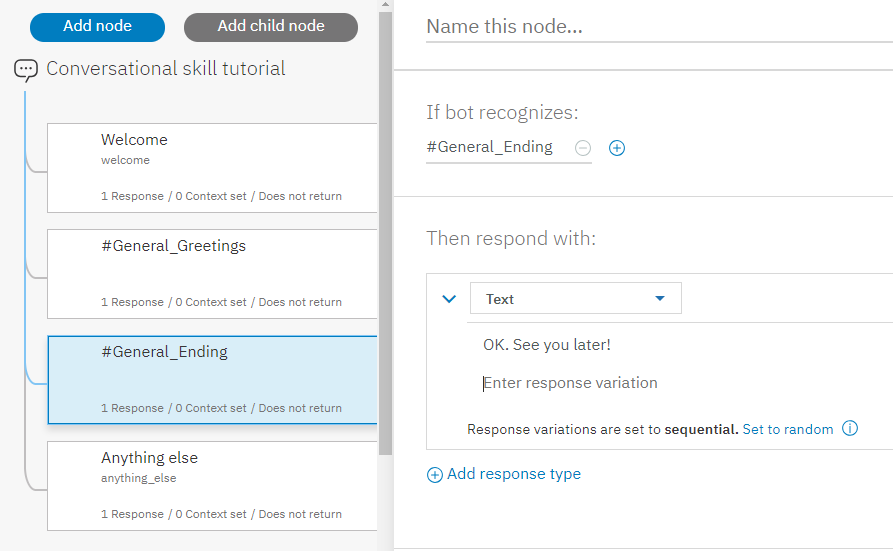 Add node
Add child node
Conversational skill tutorial
Welcome
welcome
1 Response / 0 Context set / Does not return
#General_Greetings
1 Response / 0 Context set / Does not return
#General_Ending
1 Response / 0 Context set / Does not return
Anything else
anything_else
1 Response / 0 Context set / Does not return
Name this node...
If bot recognizes:
#General_Ending
Then respond with:
Text
OK. See you later!
Enter response variation
Response variations are set to sequential. Set to random
Add response type